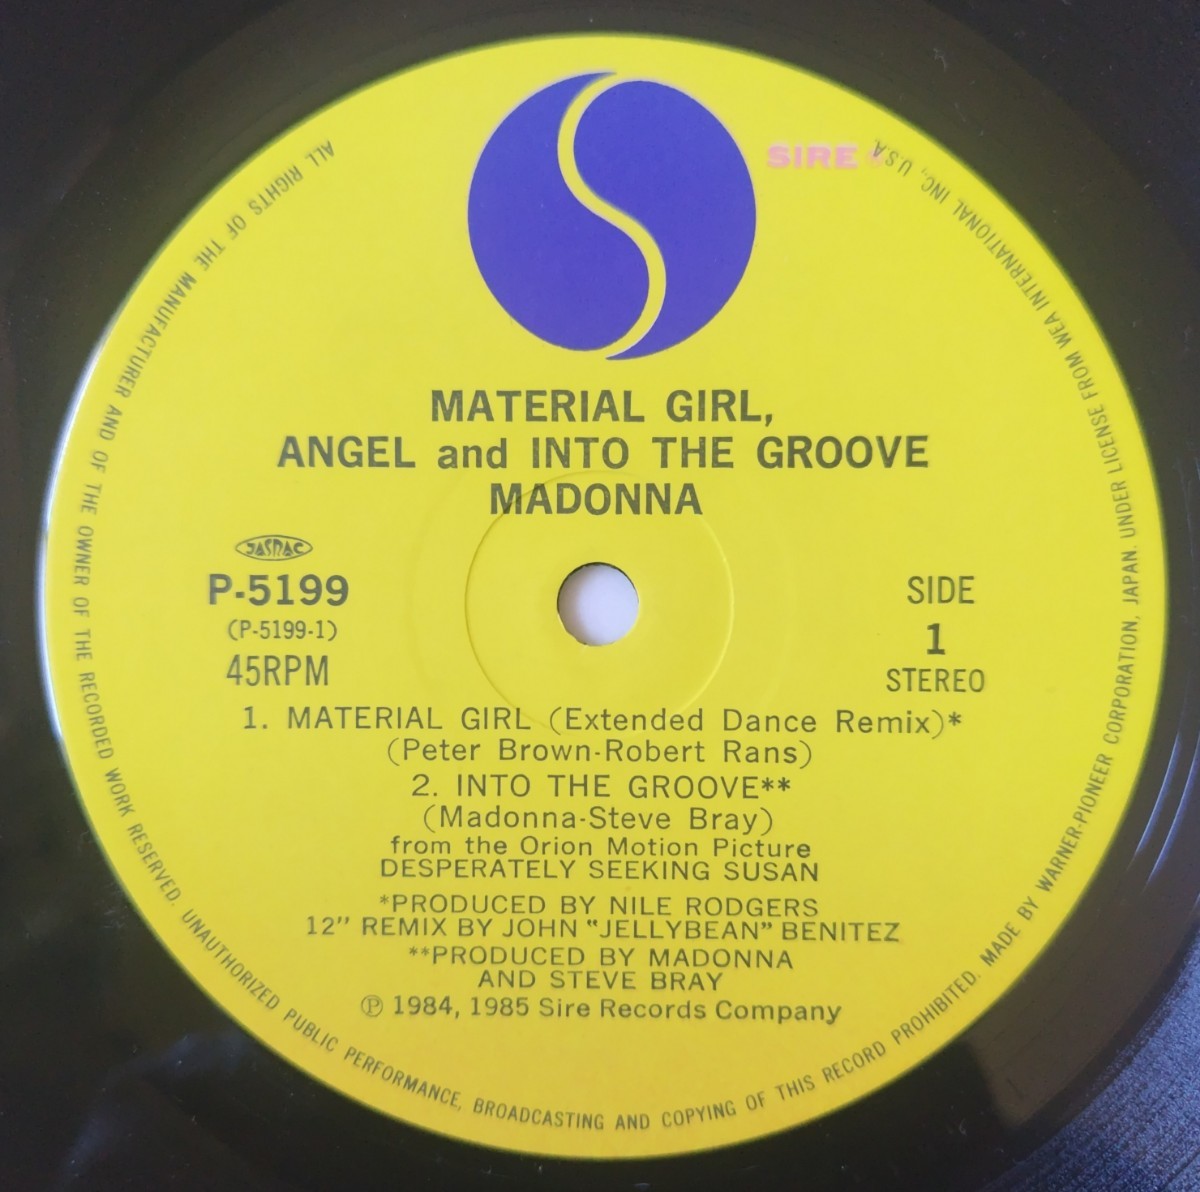 SIRE
MATERIAL GIRL,
ANGEL and INTO THE GROOVE
MADONNA
JASRAC
P-5199
(P-5199-1)
45RPM
SIDE
1
STEREO
1. MATERIAL GIRL (Extended Dance Remix)*
(Peter Brown-Robert Rans)
2. INTO THE GROOVE**
(Madonna-Steve Bray)
from the Orion Motion Picture
DESPERATELY SEEKING SUSAN
*PRODUCED BY NILE RODGERS
12" REMIX BY JOHN "JELLYBEAN" BENITEZ
**PRODUCED BY MADONNA
AND STEVE BRAY
Ⓟ 1984, 1985 Sire Records Company
ALL RIGHTS OF THE MANUFACTURER AND OF THE OWNER OF THE RECORDED WORK RESERVED. UNAUTHORIZED PUBLIC PERFORMANCE, BROADCASTING AND COPYING OF THIS RECORD PROHIBITED. MADE BY WARNER-PIONEER CORPORATION, JAPAN. UNDER LICENSE FROM WEA INTERNATIONAL INC., U.S.A.